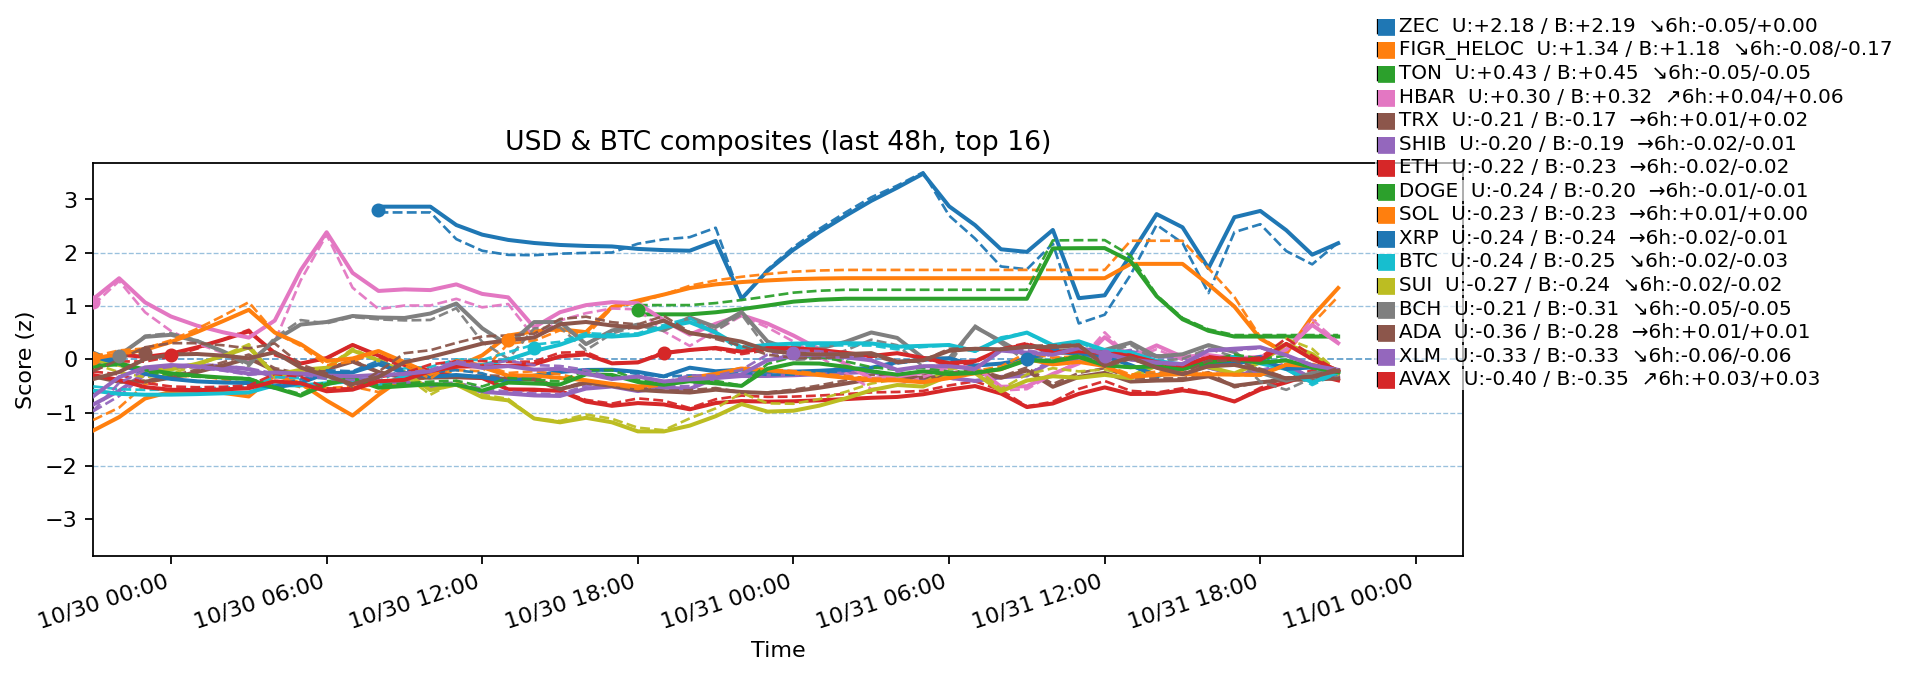 ZEC  U:+2.18 / B:+2.19  ↘6h:-0.05/+0.00
FIGR_HELOC  U:+1.34 / B:+1.18  ↘6h:-0.08/-0.17
TON  U:+0.43 / B:+0.45  ↘6h:-0.05/-0.05
HBAR  U:+0.30 / B:+0.32  ↗6h:+0.04/+0.06
TRX  U:-0.21 / B:-0.17  →6h:+0.01/+0.02
SHIB  U:-0.20 / B:-0.19  →6h:-0.02/-0.01
ETH  U:-0.22 / B:-0.23  →6h:-0.02/-0.02
DOGE  U:-0.24 / B:-0.20  →6h:-0.01/-0.01
SOL  U:-0.23 / B:-0.23  →6h:+0.01/+0.00
XRP  U:-0.24 / B:-0.24  →6h:-0.02/-0.01
BTC  U:-0.24 / B:-0.25  ↘6h:-0.02/-0.03
SUI  U:-0.27 / B:-0.24  ↘6h:-0.02/-0.02
BCH  U:-0.21 / B:-0.31  ↘6h:-0.05/-0.05
ADA  U:-0.36 / B:-0.28  →6h:+0.01/+0.01
XLM  U:-0.33 / B:-0.33  ↘6h:-0.06/-0.06
AVAX  U:-0.40 / B:-0.35  ↗6h:+0.03/+0.03
USD & BTC composites (last 48h, top 16)
Score (z)
3
2
1
0
−1
−2
−3
10/30 00:00
10/30 06:00
10/30 12:00
10/30 18:00
10/31 00:00
10/31 06:00
10/31 12:00
10/31 18:00
11/01 00:00
Time